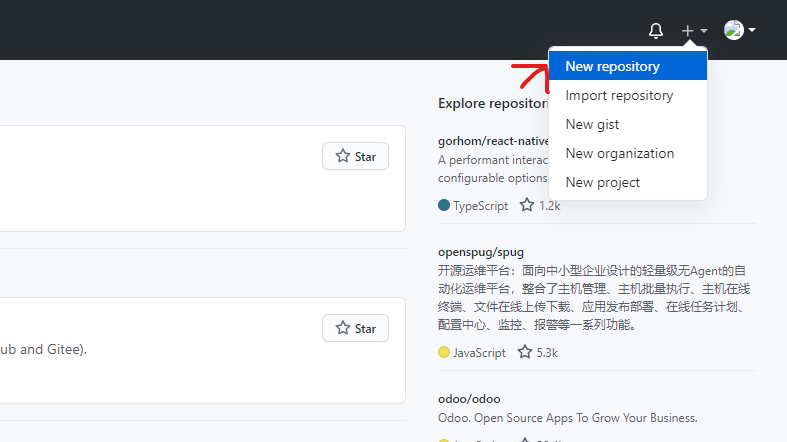 New repository
Import repository
New gist
New organization
New project
Star
Star
ub and Gitee).
Explore repositori
gorhom/react-native
A performant interac
configurable options
TypeScript 1.2k
openspug/spug
开源运维平台：面向中小型企业设计的轻量级无Agent的自
动化运维平台，整合了主机管理、主机批量执行、主机在线
终端、文件在线上传下载、应用发布部署、在线任务计划、
配置中心、监控、报警等一系列功能。
JavaScript 5.3k
odoo/odoo
Odoo. Open Source Apps To Grow Your Business.